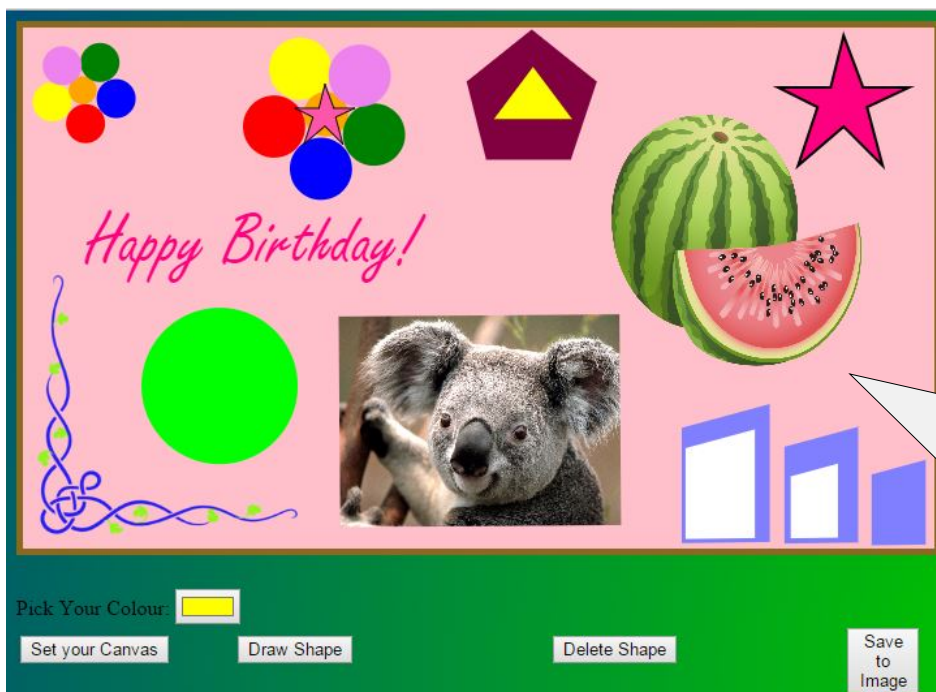 Happy Birthday!
Pick Your Colour:
Set your Canvas
Draw Shape
Delete Shape
Save
to
Image